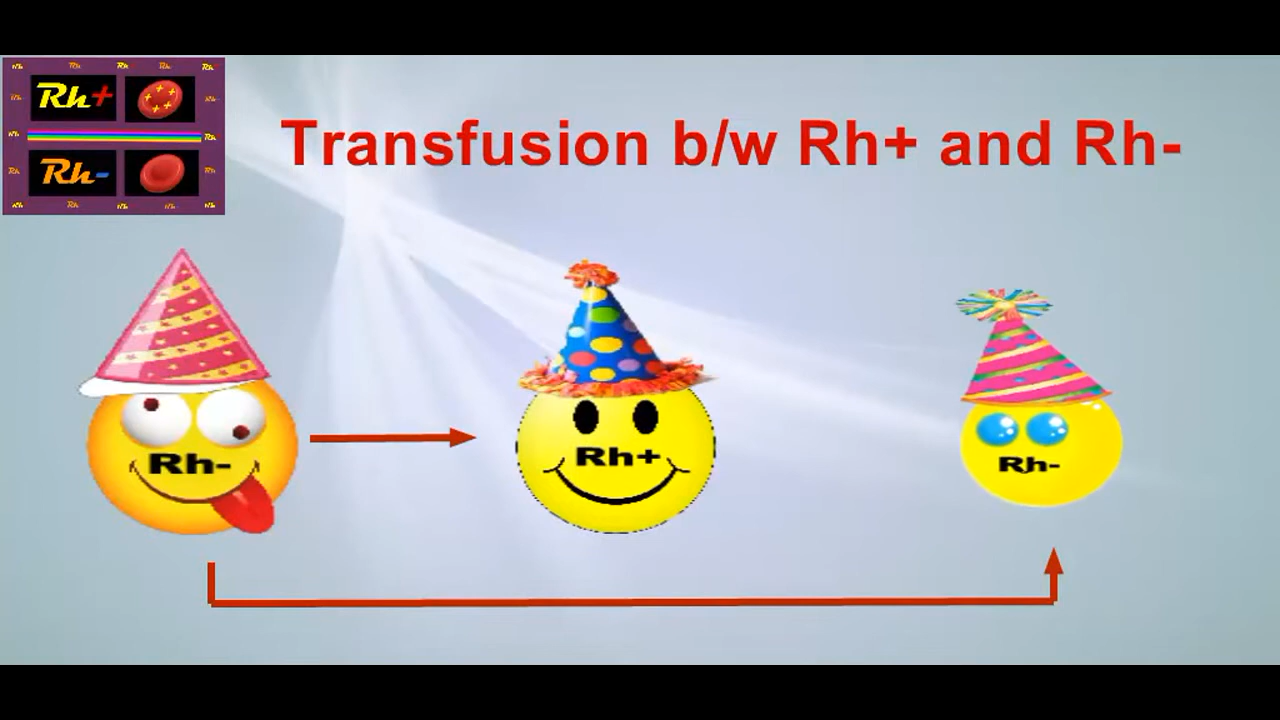 Rh+
Rh-
Transfusion b/w Rh+ and Rh-
Rh-
Rh+
Rh-